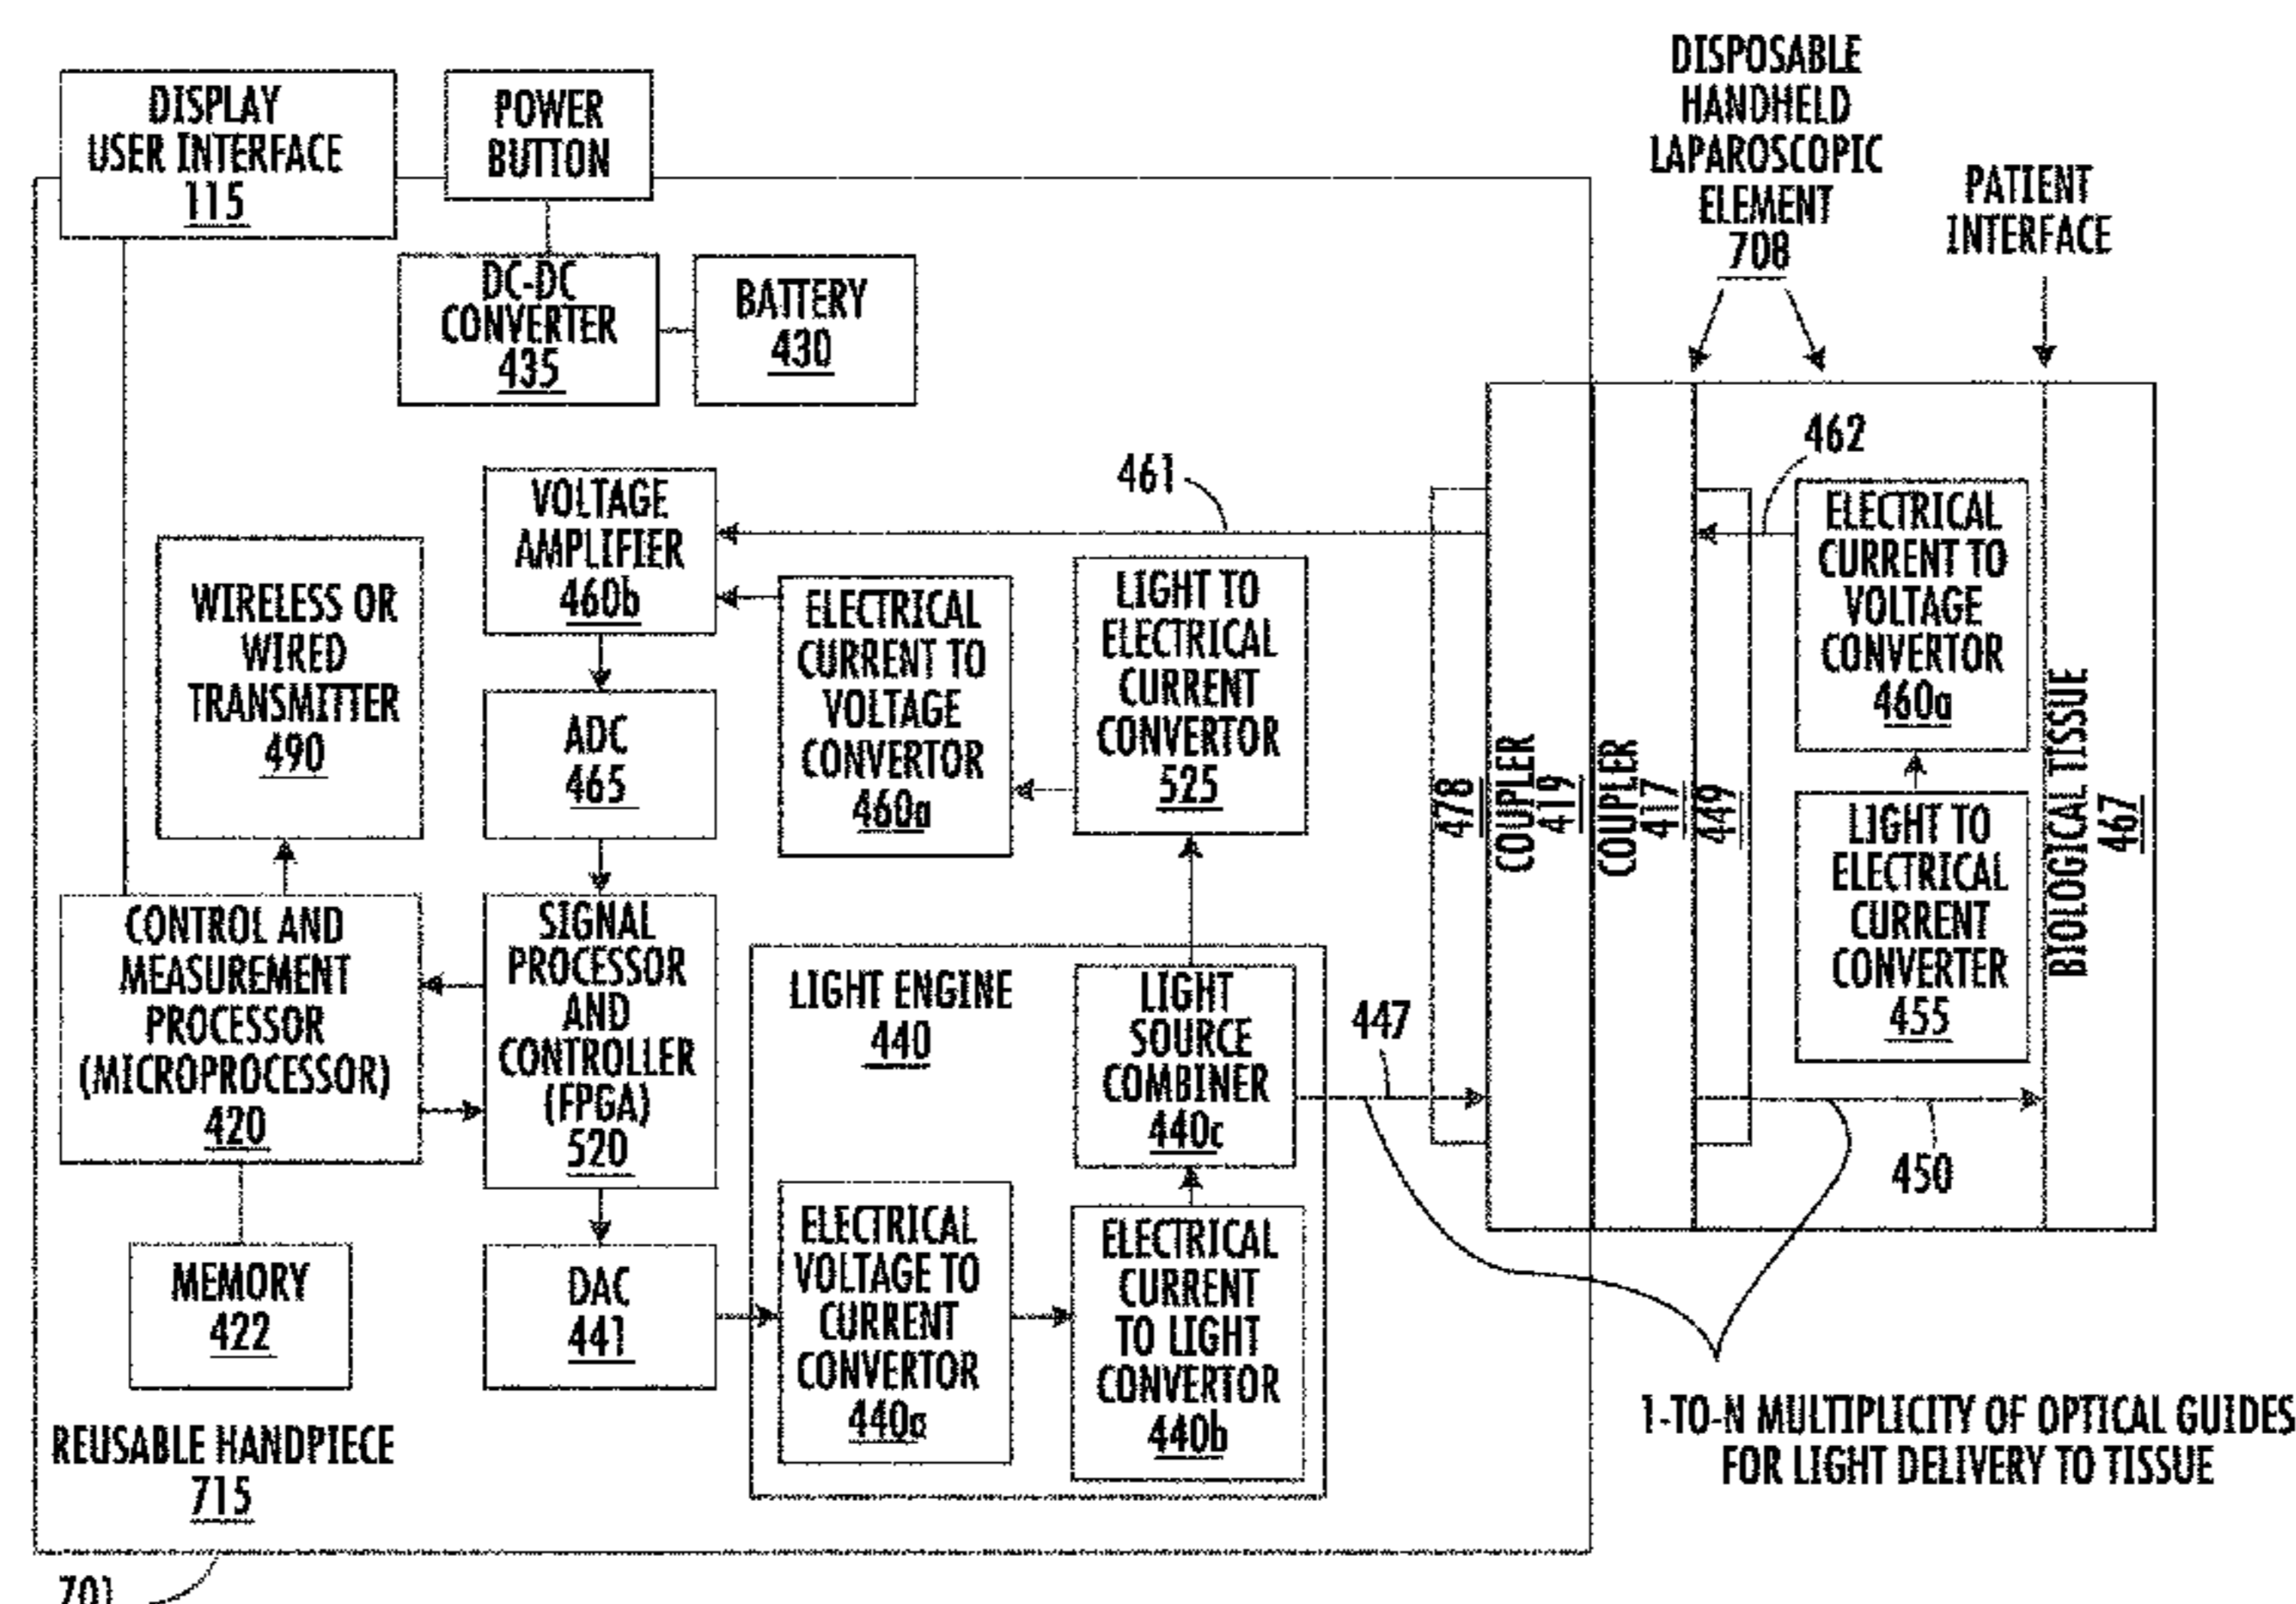 DISPLAY
USER INTERFACE
115
POWER
BUTTON
DC-DC
CONVERTER
435
BATTERY
430
DISPOSABLE
HANDHELD
LAPAROSCOPIC
ELEMENT
708
PATIENT
INTERFACE
VOLTAGE
AMPLIFIER
460b
461
462
WIRELESS OR
WIRED
TRANSMITTER
490
ADC
465
ELECTRICAL
CURRENT TO
VOLTAGE
CONVERTOR
460a
LIGHT TO
ELECTRICAL
CURRENT
CONVERTOR
525
478
COUPLER
419
COUPLER
417
449
ELECTRICAL
CURRENT TO
VOLTAGE
CONVERTOR
460a
LIGHT TO
ELECTRICAL
CURRENT
CONVERTER
455
BIOLOGICAL TISSUE
467
CONTROL AND
MEASUREMENT
PROCESSOR
(MICROPROCESSOR)
420
SIGNAL
PROCESSOR
AND
CONTROLLER
(FPGA)
520
LIGHT ENGINE
440
LIGHT
SOURCE
COMBINER
440c
447
450
MEMORY
422
DAC
441
ELECTRICAL
VOLTAGE TO
CURRENT
CONVERTOR
440a
ELECTRICAL
CURRENT
TO LIGHT
CONVERTOR
440b
1-TO-N MULTIPLICITY OF OPTICAL GUIDES
FOR LIGHT DELIVERY TO TISSUE
REUSABLE HANDPIECE
715
701